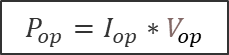 P_op = I_op * V_op